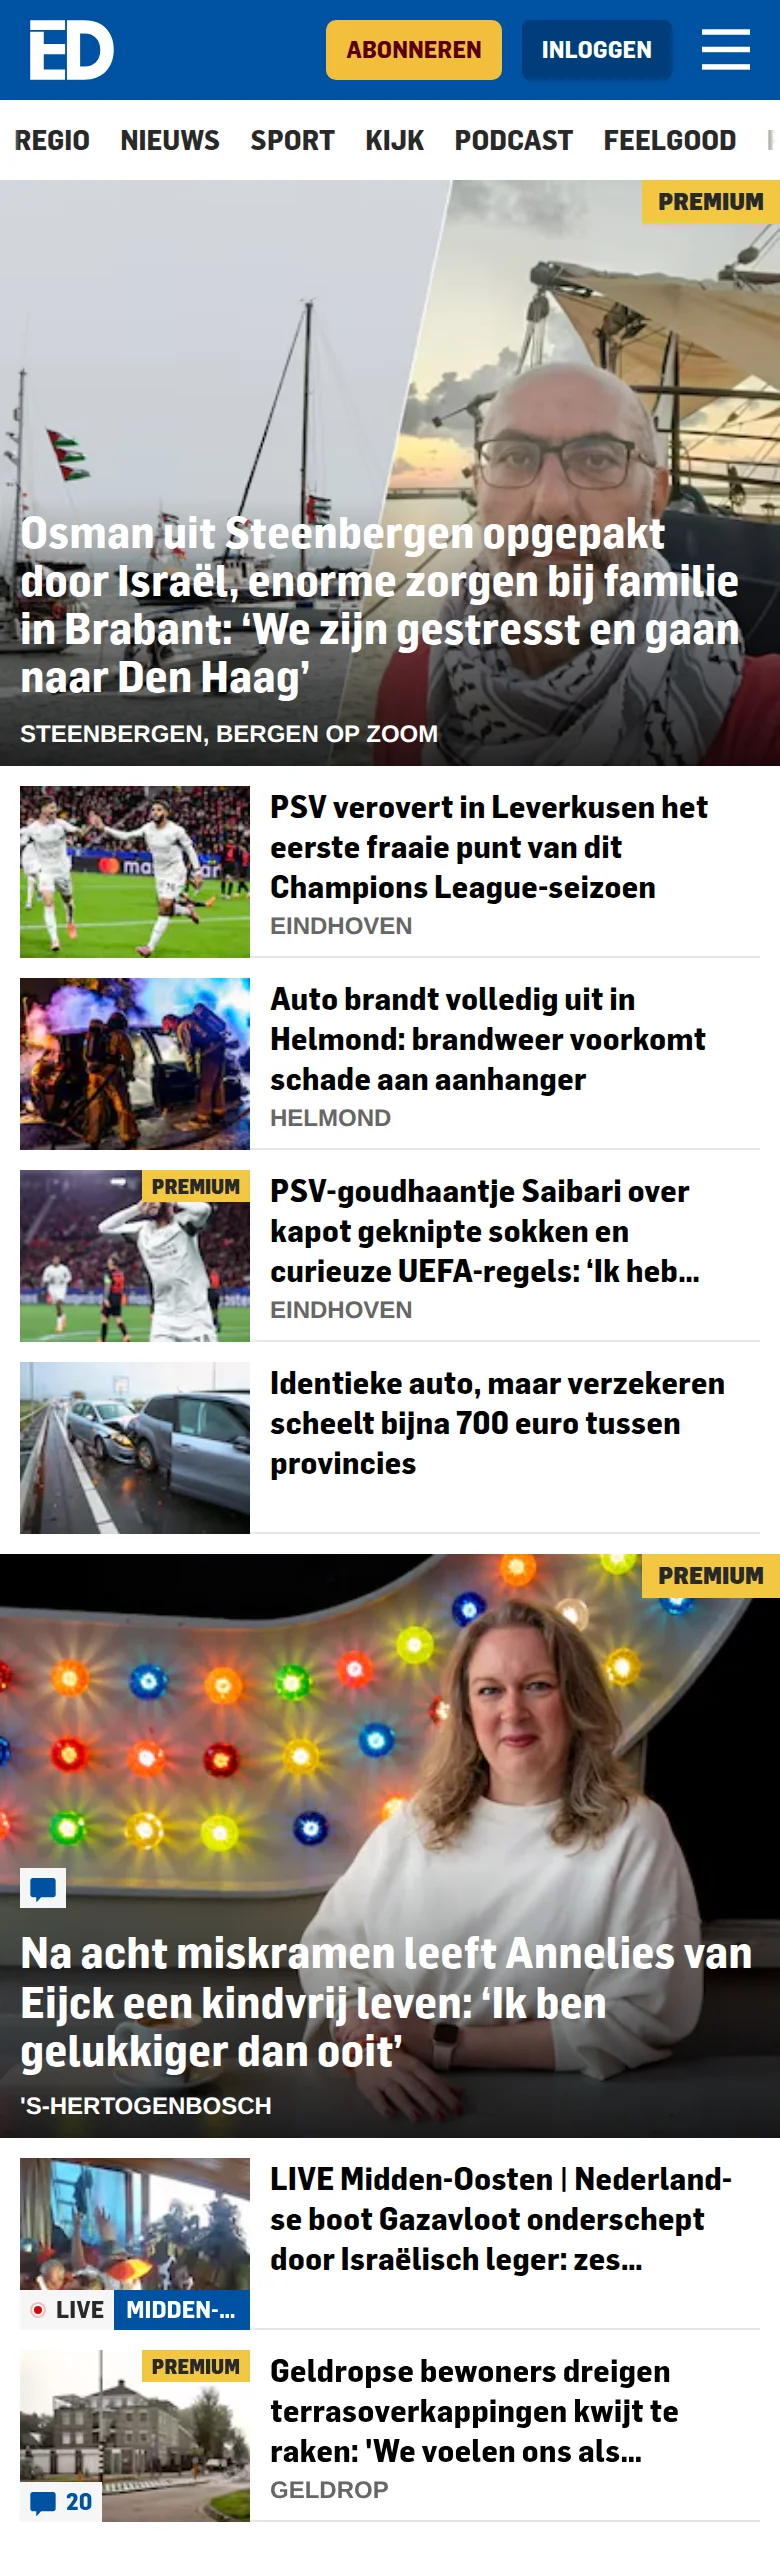 ED
ABONNEREN
INLOGGEN
REGIO NIEUWS SPORT KIJK PODCAST FEELGOOD
PREMIUM
Osman uit Steenbergen opgepakt
door Israël, enorme zorgen bij familie
in Brabant: ‘We zijn gestresst en gaan
naar Den Haag’
STEENBERGEN, BERGEN OP ZOOM
PSV verovert in Leverkusen het
eerste fraaie punt van dit
Champions League-seizoen
EINDHOVEN
Auto brandt volledig uit in
Helmond: brandweer voorkomt
schade aan aanhanger
HELMOND
PREMIUM
PSV-goudhaantje Saibari over
kapot geknipte sokken en
curieuze UEFA-regels: ‘Ik heb...
EINDHOVEN
Identieke auto, maar verzekeren
scheelt bijna 700 euro tussen
provincies
PREMIUM
Na acht miskramen leeft Annelies van
Eijck een kindvrij leven: ‘Ik ben
gelukkiger dan ooit’
'S-HERTOGENBOSCH
LIVE Midden-Oosten | Nederland-
se boot Gazavloot onderschept
door Israëlisch leger: zes...
LIVE MIDDEN-...
PREMIUM
Geldropse bewoners dreigen
terrasoverkappingen kwijt te
raken: 'We voelen ons als...
GELDROP
20